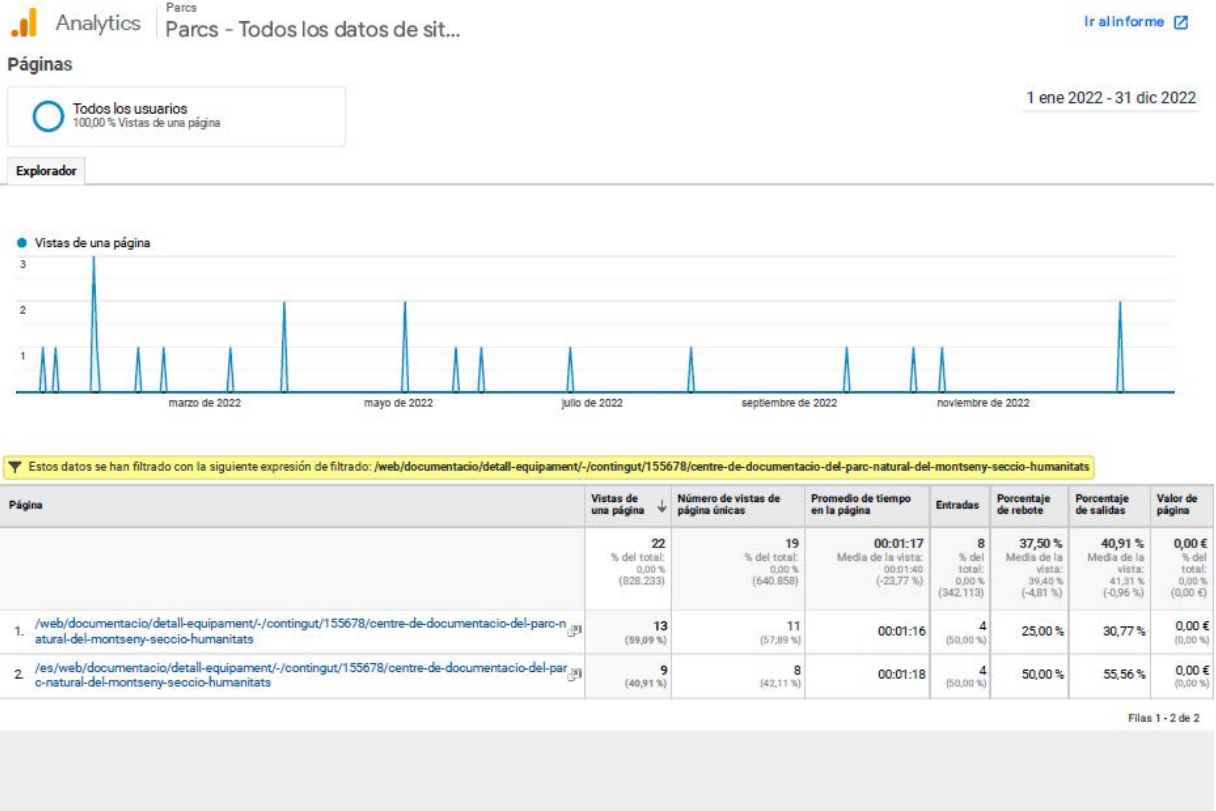 Analytics
Parcs
Parcs - Todos los datos de sit...
Ir al informe
Páginas
Todos los usuarios
100,00 % Vistas de una página
1 ene 2022 - 31 dic 2022
Explorador
Vistas de una página
3
2
1
marzo de 2022
mayo de 2022
julio de 2022
septiembre de 2022
noviembre de 2022
Estos datos se han filtrado con la siguiente expresión de filtrado: /web/documentacio/detall-equipament/-/contingut/155678/centre-de-documentacio-del-parc-natural-del-montseny-seccio-humanitats
Página
Vistas de
una página
Número de vistas de
página únicas
Promedio de tiempo
en la página
Entradas
Porcentaje
de rebote
Porcentaje
de salidas
Valor de
página
22
% del total:
0,00 %
(828.233)
19
% del total:
0,00 %
(640.858)
00:01:17
Media de la vista:
00:01:40
(-23,77 %)
8
% del
total:
0,00 %
(342.113)
37,50 %
Media de la
vista:
39,40 %
(-4,81 %)
40,91 %
Media de la
vista:
41,31 %
(-0,96 %)
0,00 €
% del
total:
0,00 %
(0,00 €)
1.
/web/documentacio/detall-equipament/-/contingut/155678/centre-de-documentacio-del-parc-n
atural-del-montseny-seccio-humanitats
13
(59,09 %)
11
(57,89 %)
00:01:16
4
(50,00 %)
25,00 %
30,77 %
0,00 €
(0,00 %)
2.
/es/web/documentacio/detall-equipament/-/contingut/155678/centre-de-documentacio-del-par
c-natural-del-montseny-seccio-humanitats
9
(40,91 %)
8
(42,11 %)
00:01:18
4
(50,00 %)
50,00 %
55,56 %
0,00 €
(0,00 %)
Filas 1 - 2 de 2